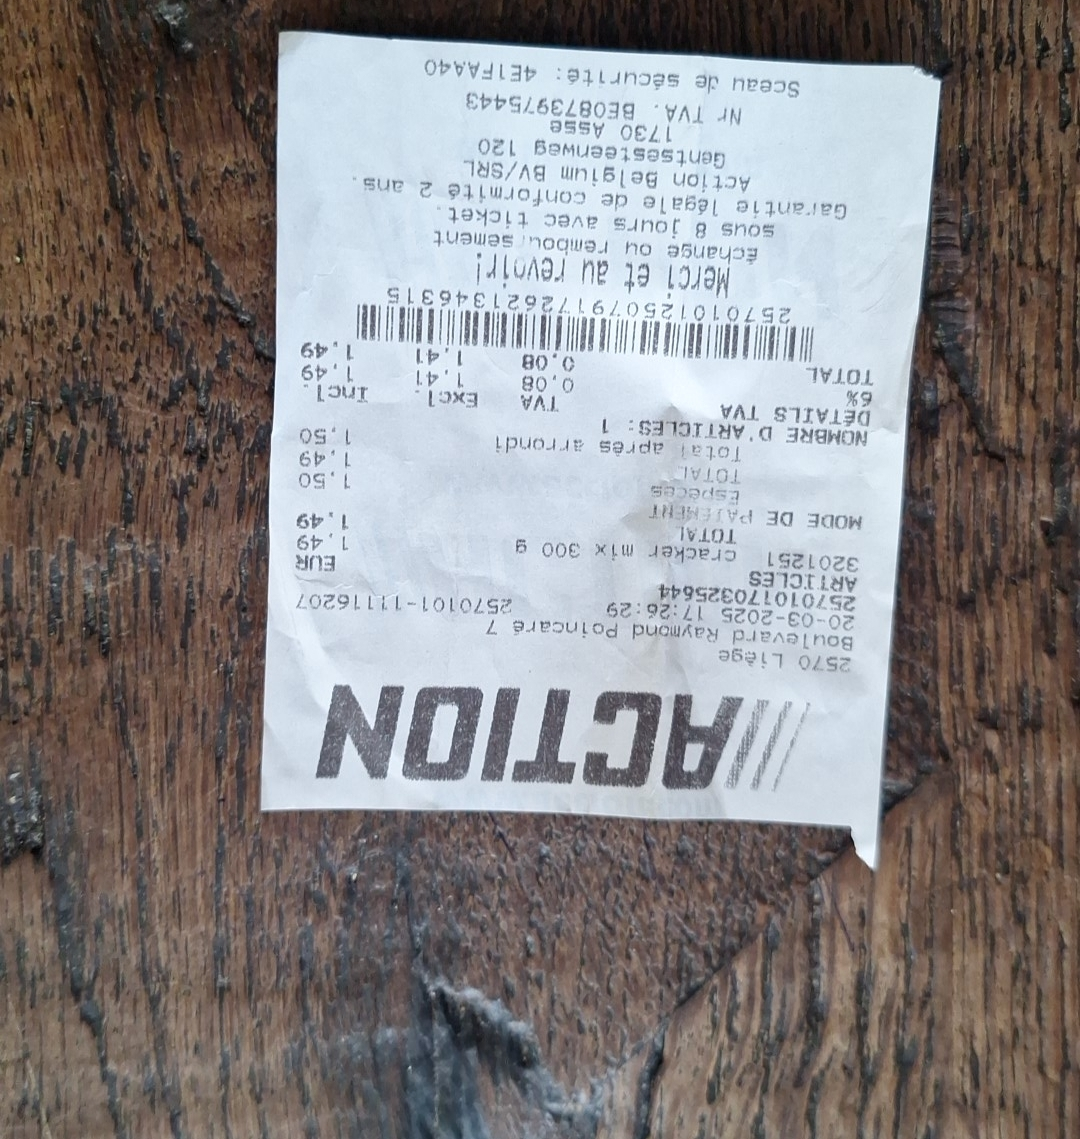 ACTION
2570 Liège
Boulevard Raymond Poincaré 7
20-03-2025 17:26:29 2570101-11116207
257010170325644
ARTICLES EUR
3201251 cracker mix 300 g 1,49
TOTAL 1,49
MODE DE PAIEMENT
Espèces 1,50
TOTAL 1,49
Total après arrondi 1,50
NOMBRE D'ARTICLES: 1
DÉTAILS TVA TVA Excl. Incl.
6% 0,08 1,41 1,49
TOTAL 0,08 1,41 1,49
2570101250791726213463​15
Merci et au revoir!
Échange ou remboursement
sous 8 jours avec ticket.
Garantie légale de conformité 2 ans.
Action Belgium BV/SRL
Gentsesteenweg 120
1730 Asse
Nr TVA. BE0873975443
Sceau de sécurité: 4E1FAA40